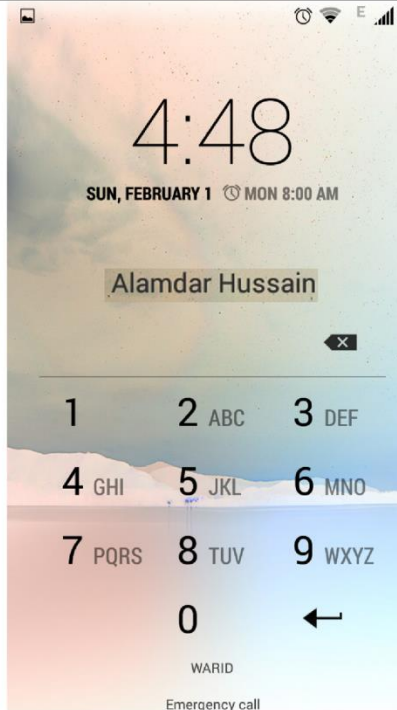 E
4:48
SUN, FEBRUARY 1 MON 8:00 AM
Alamdar Hussain
1 2 ABC 3 DEF
4 GHI 5 JKL 6 MNO
7 PQRS 8 TUV 9 WXYZ
0
WARID
Emergency call